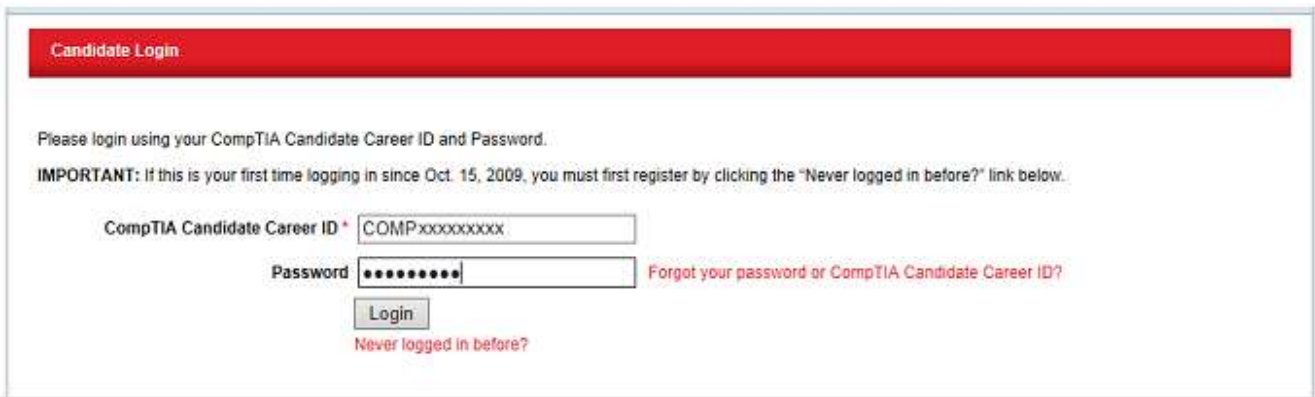 Candidate Login
Please login using your CompTIA Candidate Career ID and Password.
IMPORTANT: If this is your first time logging in since Oct. 15, 2009, you must first register by clicking the “Never logged in before?” link below.
CompTIA Candidate Career ID * COMPxxxxxxxxx
Password ●●●●●●●●● Forgot your password or CompTIA Candidate Career ID?
Login
Never logged in before?